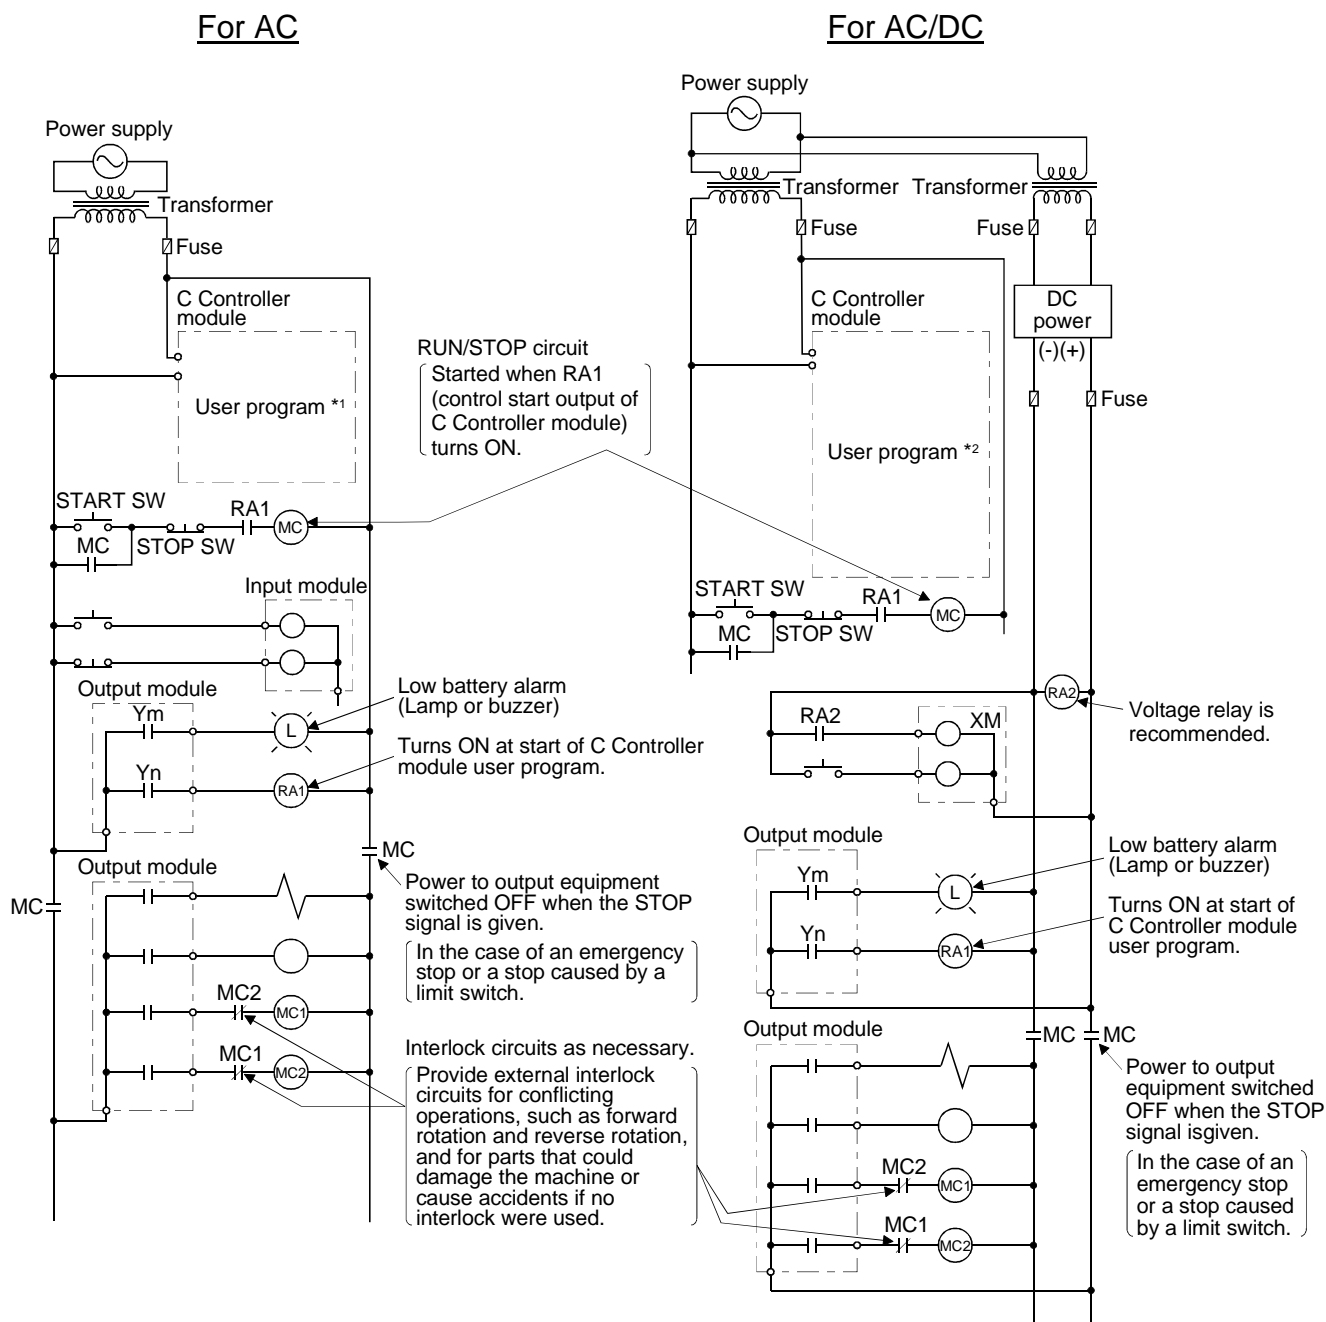 For AC
For AC/DC
Power supply
Transformer
Fuse
C Controller
module
User program *1
START SW
MC
STOP SW
RA1
MC
Input module
Output module
Ym
L
Yn
RA1
Output module
MC
MC
MC2
MC1
MC1
MC2
RUN/STOP circuit
Started when RA1
(control start output of
C Controller module)
turns ON.
Low battery alarm
(Lamp or buzzer)
Turns ON at start of C Controller
module user program.
Power to output equipment
switched OFF when the STOP
signal is given.
In the case of an emergency
stop or a stop caused by a
limit switch.
Interlock circuits as necessary.
Provide external interlock
circuits for conflicting
operations, such as forward
rotation and reverse rotation,
and for parts that could
damage the machine or
cause accidents if no
interlock were used.
Power supply
Transformer
Transformer
Fuse
Fuse
C Controller
module
DC
power
(-)(+)
Fuse
User program *2
START SW
MC
STOP SW
RA1
MC
RA2
Voltage relay is
recommended.
RA2
XM
Output module
Ym
L
Yn
RA1
Low battery alarm
(Lamp or buzzer)
Turns ON at start of
C Controller module
user program.
Output module
MC
MC
Power to output
equipment switched
OFF when the STOP
signal isgiven.
In the case of an
emergency stop
or a stop caused
by a limit switch.
MC2
MC1
MC1
MC2